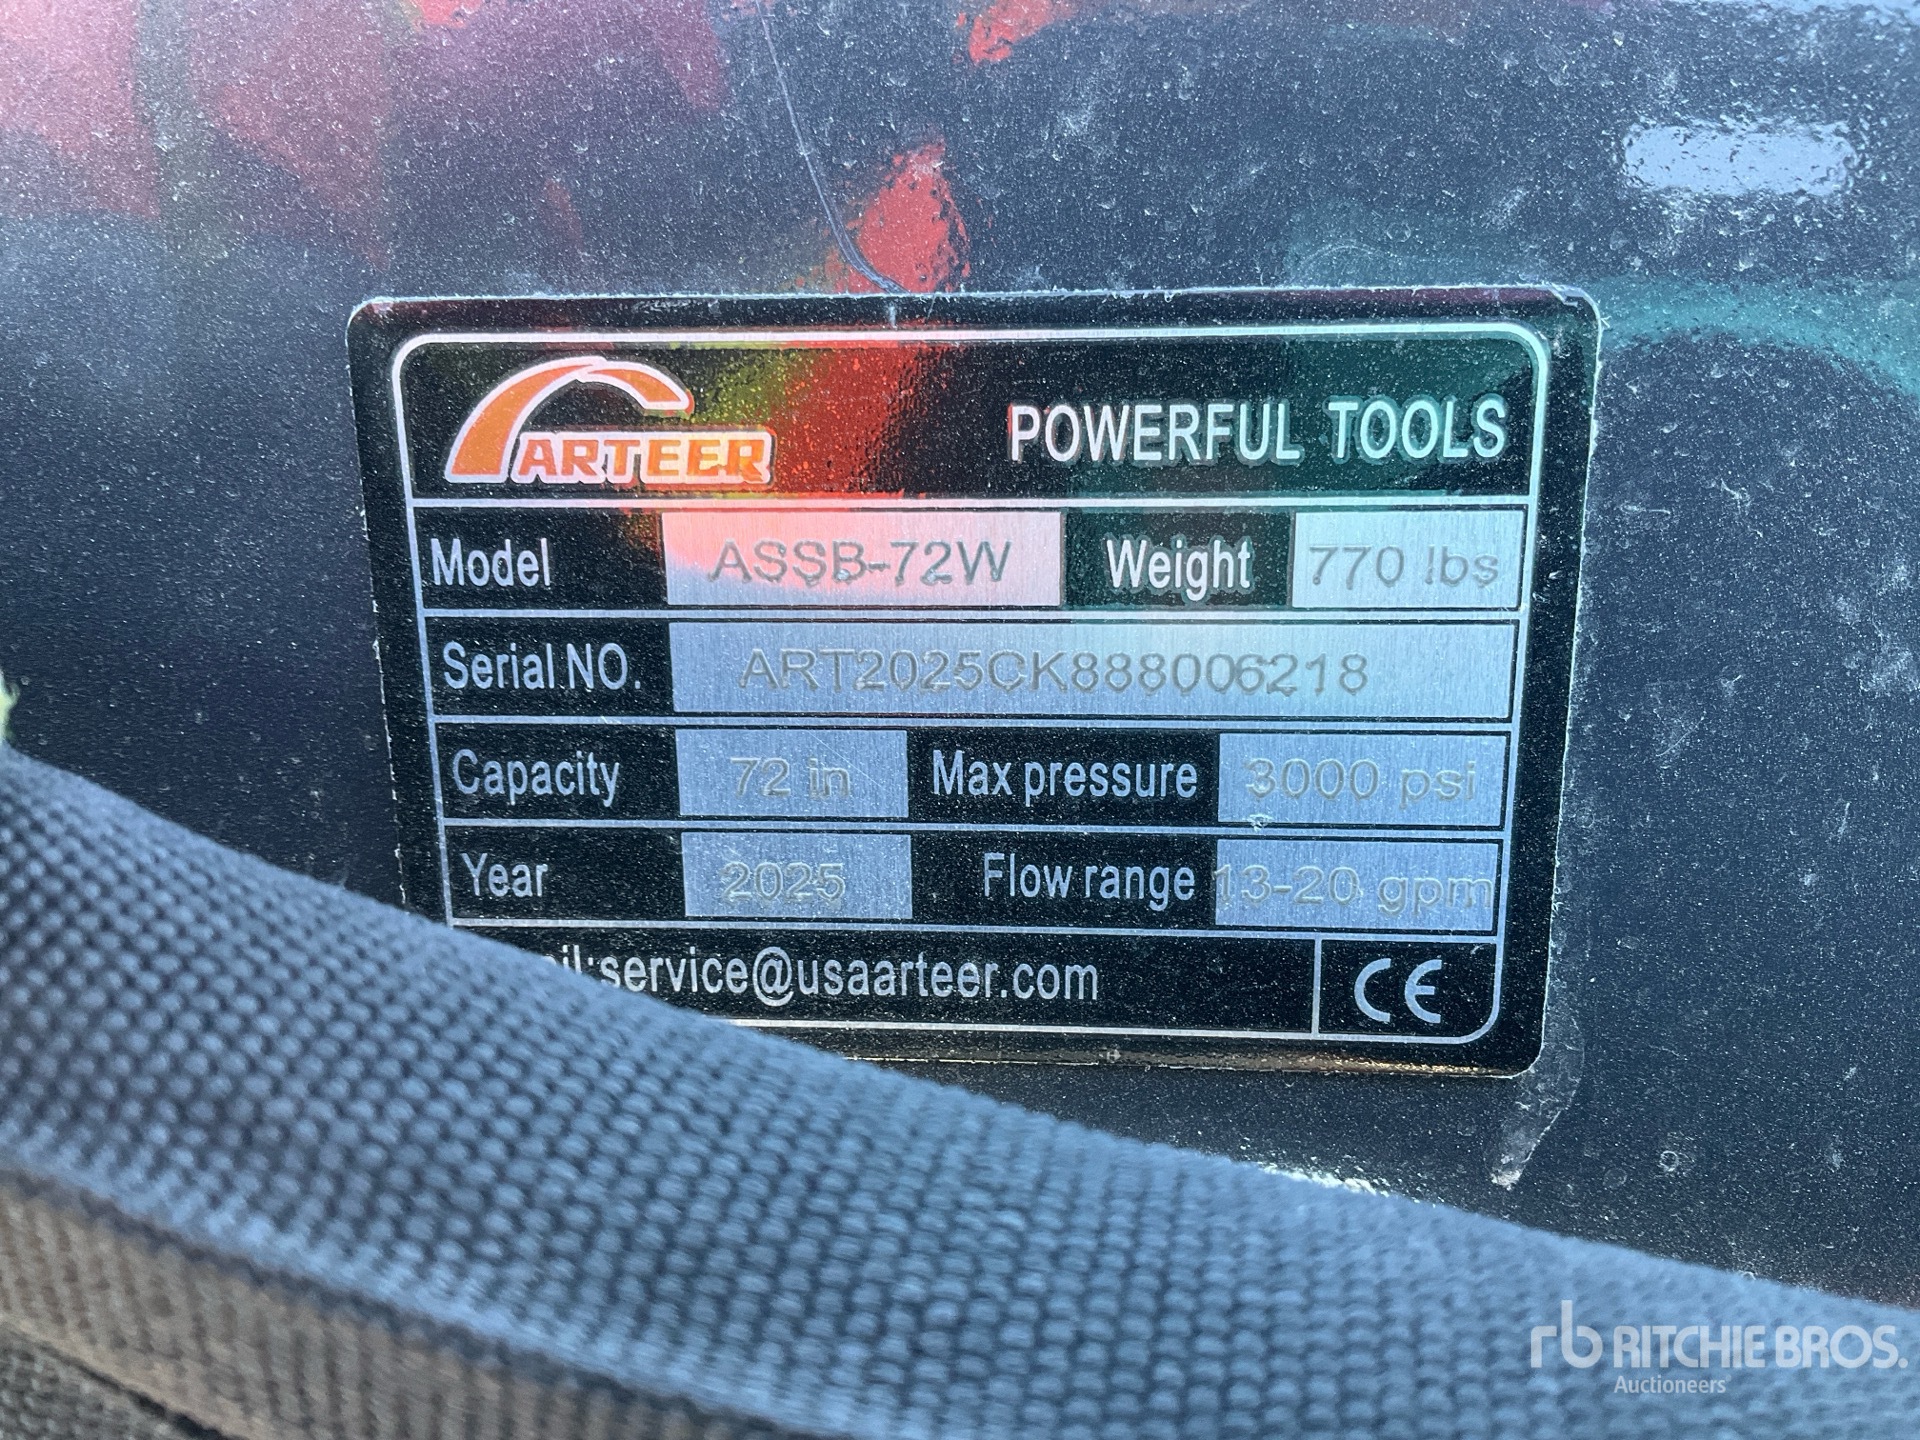 ARTEER POWERFUL TOOLS
Model ASSB-72W Weight 770 lbs
Serial NO. ART2025CK888006218
Capacity 72 in Max pressure 3000 psi
Year 2025 Flow range 13-20 gpm
service@usaarteer.com CE
rb RITCHIE BROS.
Auctioneers